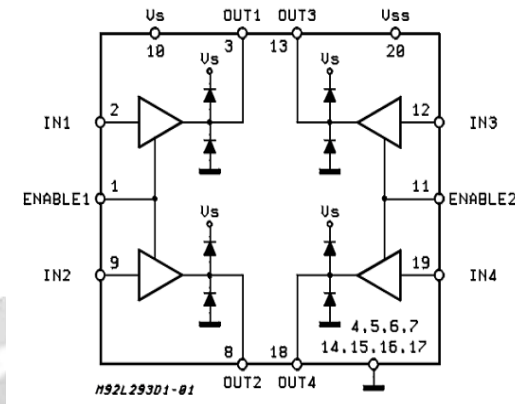 Vs OUT1 OUT3 Vss
10 3 13 20
Vs Vs
IN1 2 12 IN3
ENABLE1 1 11 ENABLE2
Vs Vs
IN2 9 19 IN4
4,5,6,7
14,15,16,17
8 18
M92L293D1-01 OUT2 OUT4